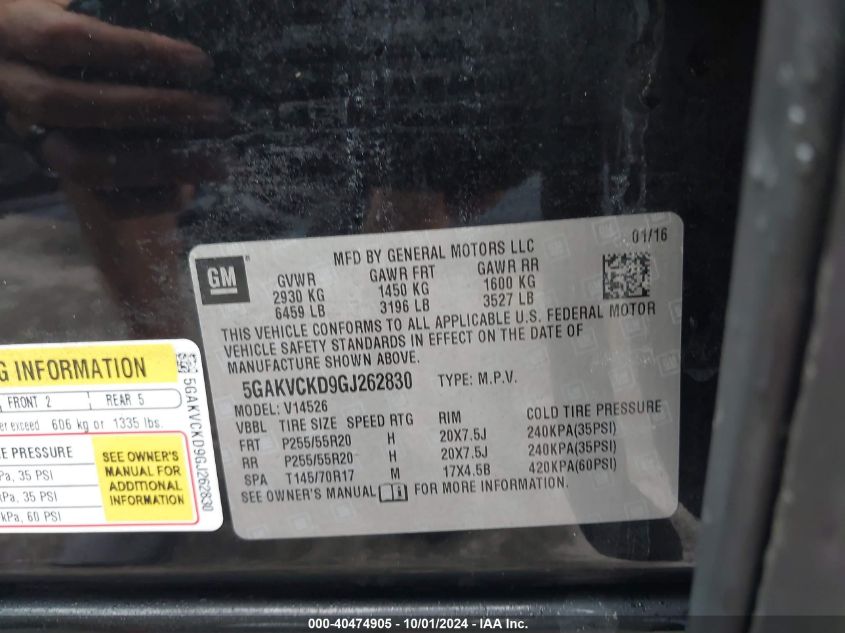 GM
MFD BY GENERAL MOTORS LLC
01/16
GVWR GAWR FRT GAWR RR
2930 KG 1450 KG 1600 KG
6459 LB 3196 LB 3527 LB
THIS VEHICLE CONFORMS TO ALL APPLICABLE U.S. FEDERAL MOTOR
VEHICLE SAFETY STANDARDS IN EFFECT ON THE DATE OF
MANUFACTURE SHOWN ABOVE.
5GAKVCKD9GJ262830 TYPE: M.P.V.
MODEL: V14526
VBBL TIRE SIZE SPEED RTG RIM COLD TIRE PRESSURE
FRT P255/55R20 H 20X7.5J 240KPA(35PSI)
RR P255/55R20 H 20X7.5J 240KPA(35PSI)
SPA T145/70R17 M 17X4.5B 420KPA(60PSI)
SEE OWNER'S MANUAL FOR MORE INFORMATION.
G INFORMATION
FRONT 2 REAR 5
er exceed 606 kg or 1335 lbs.
E PRESSURE
Pa, 35 PSI
kPa, 35 PSI
kPa, 60 PSI
SEE OWNER'S
MANUAL FOR
ADDITIONAL
INFORMATION
5GAKVCKD9GJ262830
000-40474905 - 10/01/2024 - IAA Inc.